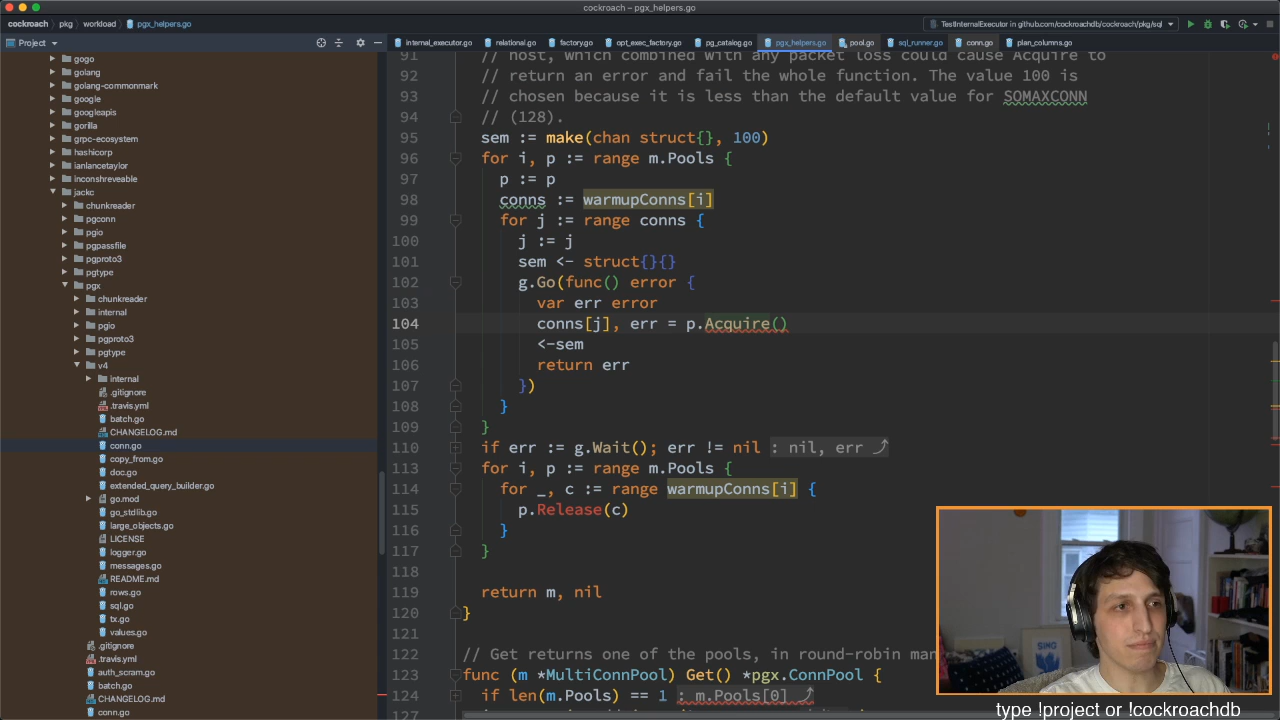 cockroach – pgx_helpers.go
cockroach › pkg › workload › pgx_helpers.go
TestInternalExecutor in github.com/cockroachdb/cockroach/pkg/sql
Project
internal_executor.go
relational.go
factory.go
opt_exec_factory.go
pg_catalog.go
pgx_helpers.go
pool.go
sql_runner.go
conn.go
plan_columns.go
gogo
golang
golang-commonmark
google
googleapis
gorilla
grpc-ecosystem
hashicorp
ianlancetaylor
inconshreveable
jackc
chunkreader
pgconn
pgio
pgpassfile
pgproto3
pgtype
pgx
chunkreader
internal
pgio
pgproto3
pgtype
v4
internal
.gitignore
.travis.yml
batch.go
CHANGELOG.md
conn.go
copy_from.go
doc.go
extended_query_builder.go
go.mod
go_stdlib.go
large_objects.go
LICENSE
logger.go
messages.go
README.md
rows.go
sql.go
tx.go
values.go
.gitignore
.travis.yml
auth_scram.go
batch.go
CHANGELOG.md
conn.go
91 // host, which combined with any packet loss could cause Acquire to
92 // return an error and fail the whole function. The value 100 is
93 // chosen because it is less than the default value for SOMAXCONN
94 // (128).
95 sem := make(chan struct{}, 100)
96 for i, p := range m.Pools {
97 p := p
98 conns := warmupConns[i]
99 for j := range conns {
100 j := j
101 sem <- struct{}{}
102 g.Go(func() error {
103 var err error
104 conns[j], err = p.Acquire()
105 <-sem
106 return err
107 })
108 }
109 }
110 if err := g.Wait(); err != nil : nil, err
113 for i, p := range m.Pools {
114 for _, c := range warmupConns[i] {
115 p.Release(c)
116 }
117 }
118
119 return m, nil
120 }
121
122 // Get returns one of the pools, in round-robin man
123 func (m *MultiConnPool) Get() *pgx.ConnPool {
124 if len(m.Pools) == 1 : m.Pools[0]
127
SINO
type !project or !cockroachdb